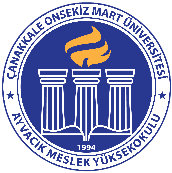 ÇANAKKALE ONSEKİZ MART ÜNİVERSİTESİ
1994
AYVACIK MESLEK YÜKSEKOKULU